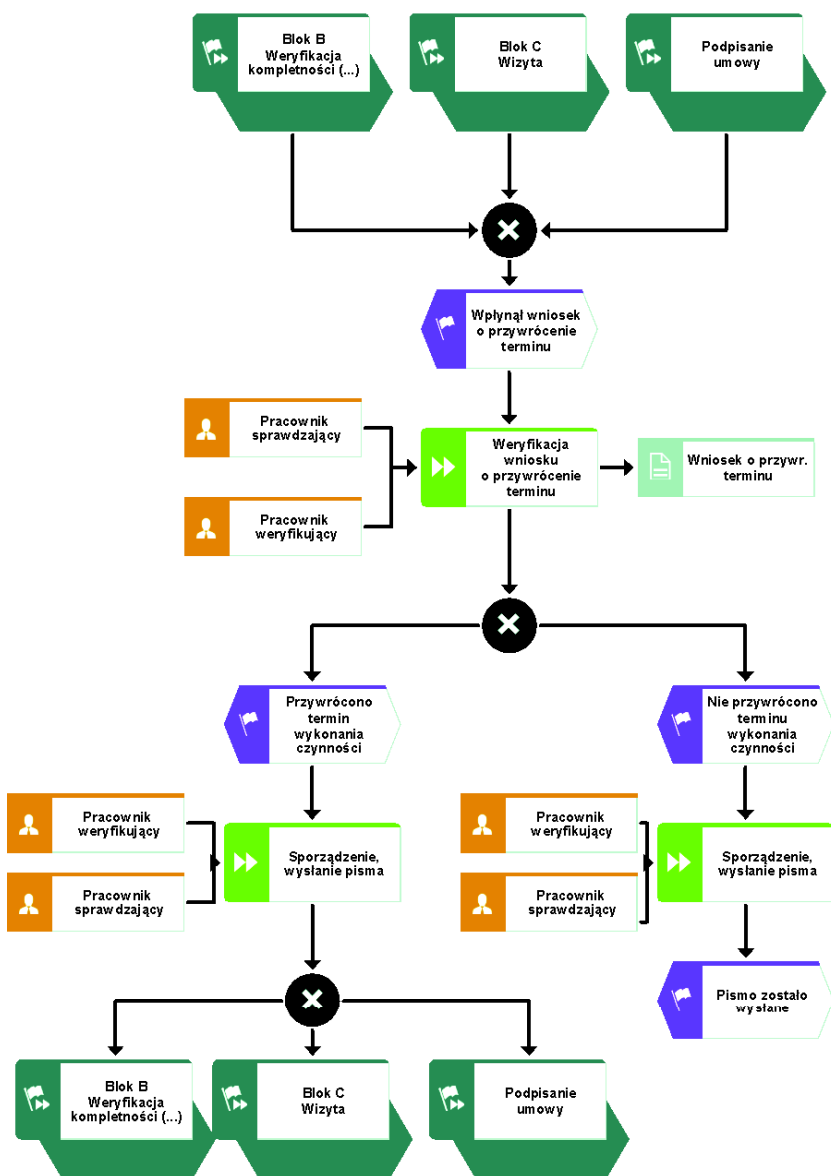 Blok B
Weryfikacja
kompletności (...)
Blok C
Wizyta
Podpisanie
umowy
Wpłynął wniosek
o przywrócenie
terminu
Pracownik
sprawdzający
Weryfikacja
wniosku
o przywrócenie
terminu
Wniosek o przywr.
terminu
Pracownik
weryfikujący
Przywrócono
termin
wykonania
czynności
Nie przywrócono
terminu
wykonania
czynności
Pracownik
weryfikujący
Pracownik
sprawdzający
Sporządzenie,
wysłanie pisma
Pracownik
weryfikujący
Pracownik
sprawdzający
Sporządzenie,
wysłanie pisma
Pismo zostało
wysłane
Blok B
Weryfikacja
kompletności (...)
Blok C
Wizyta
Podpisanie
umowy